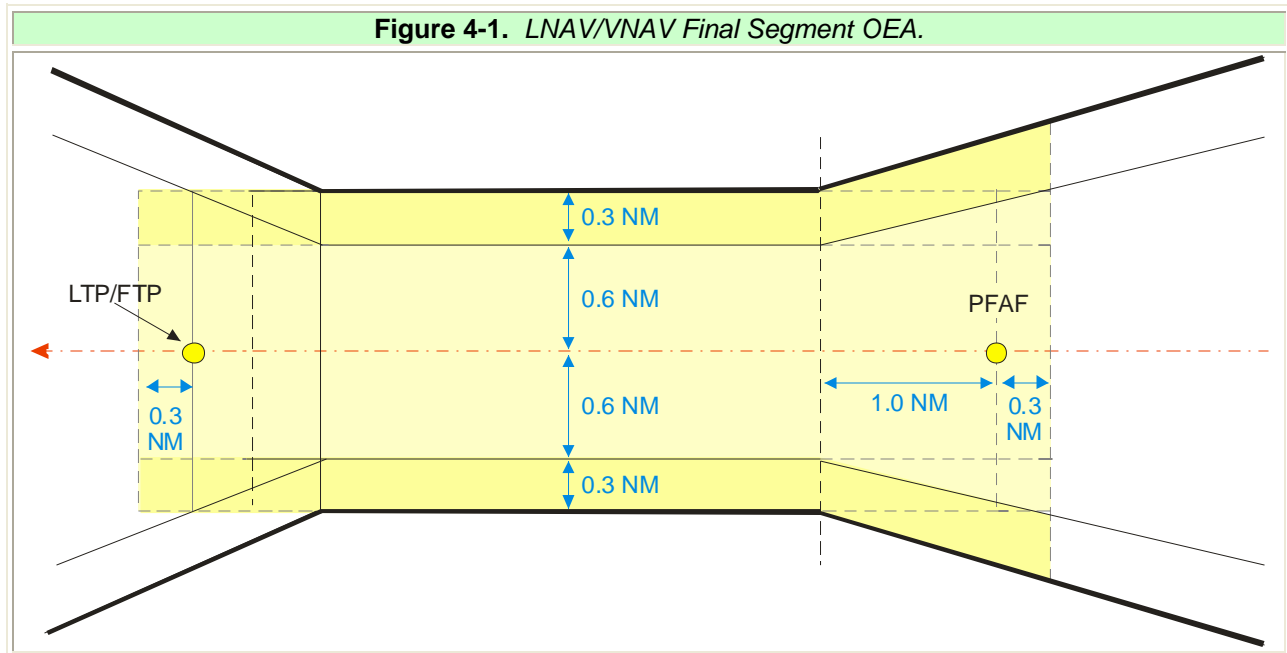 Figure 4-1. LNAV/VNAV Final Segment OEA.
0.3 NM
LTP/FTP
0.6 NM
PFAF
0.3
NM
0.6 NM
1.0 NM
0.3
NM
0.3 NM